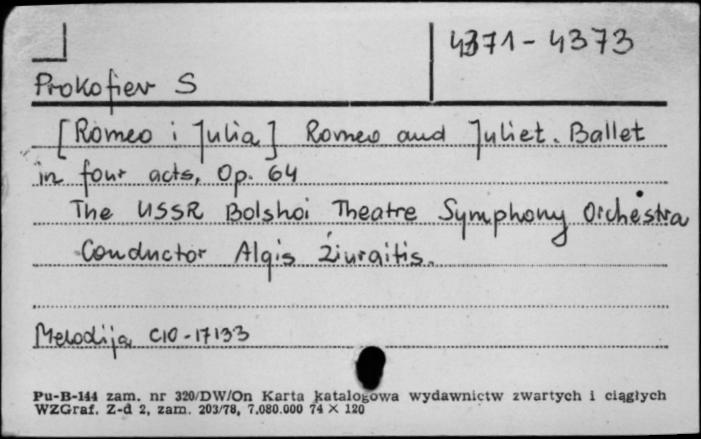 4371-4373
Prokofiev S
[Romeo i Julia] Romeo and Juliet. Ballet
in four acts, Op. 64
The USSR Bolshoi Theatre Symphony Orchestra
Conductor Algis Žiuraitis.
Melodija C10-17133
Pu-B-144 zam. nr 320/DW/On Karta katalogowa wydawnictw zwartych i ciągłych
WZGraf. Z-d 2, zam. 203/78, 7.080.000 74 × 120